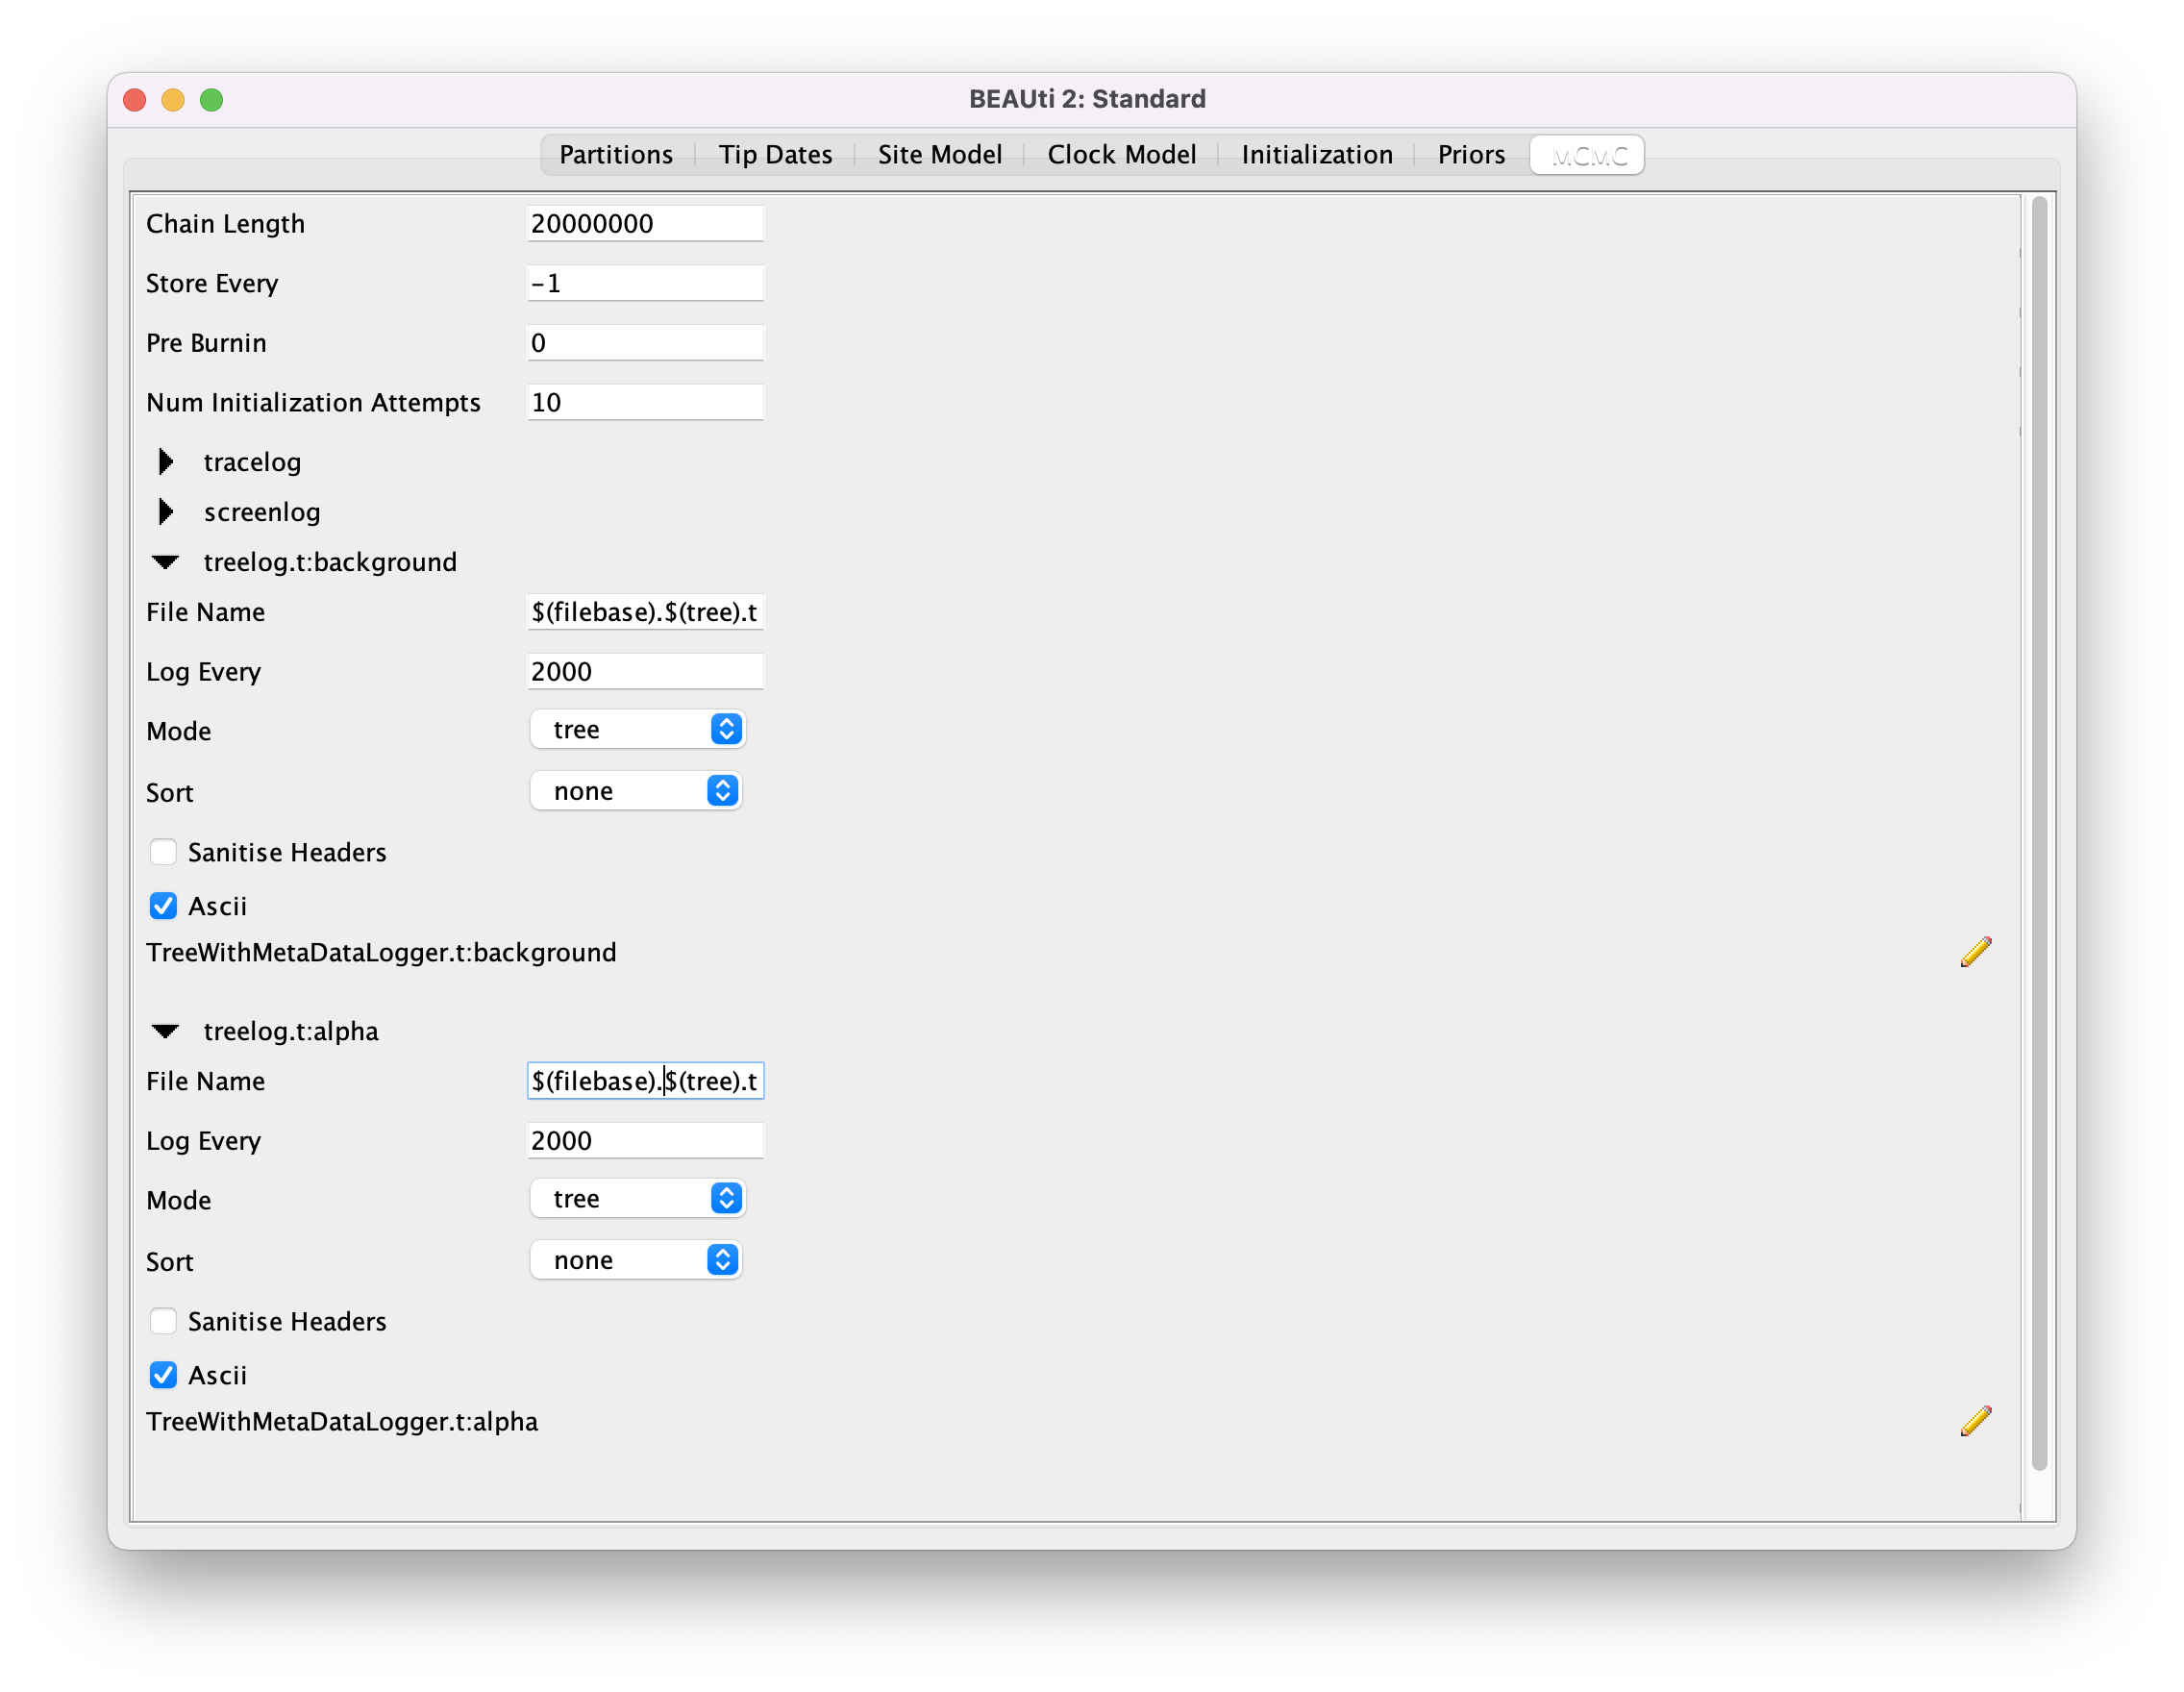 BEAUti 2: Standard
Partitions Tip Dates Site Model Clock Model Initialization Priors MCMC
Chain Length 20000000
Store Every -1
Pre Burnin 0
Num Initialization Attempts 10
tracelog
screenlog
treelog.t:background
File Name $(filebase).$(tree).t
Log Every 2000
Mode tree
Sort none
Sanitise Headers
Ascii
TreeWithMetaDataLogger.t:background
treelog.t:alpha
File Name $(filebase).$(tree).t
Log Every 2000
Mode tree
Sort none
Sanitise Headers
Ascii
TreeWithMetaDataLogger.t:alpha